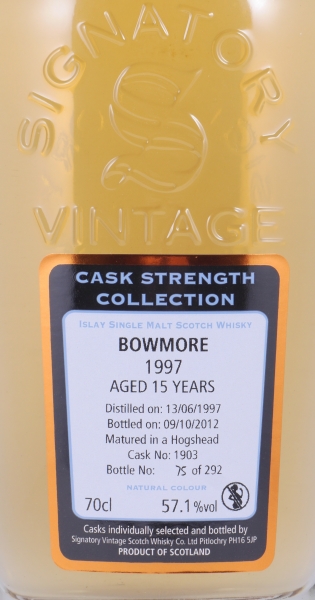 SIGNATORY
S
VINTAGE
CASK STRENGTH
COLLECTION
ISLAY SINGLE MALT SCOTCH WHISKY
BOWMORE
1997
AGED 15 YEARS
Distilled on: 13/06/1997
Bottled on: 09/10/2012
Matured in a Hogshead
Cask No: 1903
Bottle No: 75 of 292
NATURAL COLOUR
70cl 57.1%vol
Casks individually selected and bottled by
Signatory Vintage Scotch Whisky Co. Ltd Pitlochry PH16 5JP
PRODUCT OF SCOTLAND